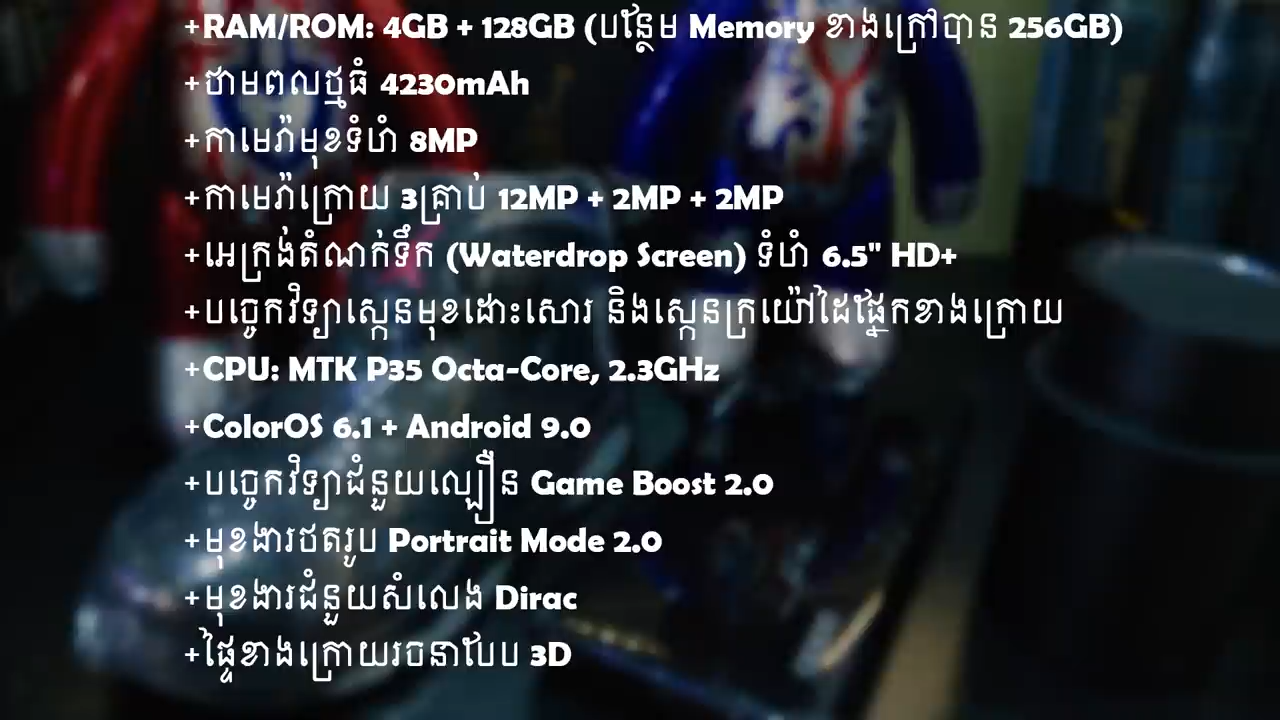 +RAM/ROM: 4GB + 128GB (បន្ថែម Memory ខាងក្រៅបាន 256GB)
+ថាមពលថ្មធំ 4230mAh
+កាមេរ៉ាមុខទំហំ 8MP
+កាមេរ៉ាក្រោយ 3គ្រាប់ 12MP + 2MP + 2MP
+អេក្រង់តំណក់ទឹក (Waterdrop Screen) ទំហំ 6.5" HD+
+បច្ចេកវិទ្យាស្កេនមុខដោះសោរ និងស្កេនក្រយ៉ៅដៃផ្នែកខាងក្រោយ
+CPU: MTK P35 Octa-Core, 2.3GHz
+ColorOS 6.1 + Android 9.0
+បច្ចេកវិទ្យាជំនួយល្បឿន Game Boost 2.0
+មុខងារថតរូប Portrait Mode 2.0
+មុខងារជំនួយសំលេង Dirac
+ផ្ទៃខាងក្រោយរចនាបែប 3D